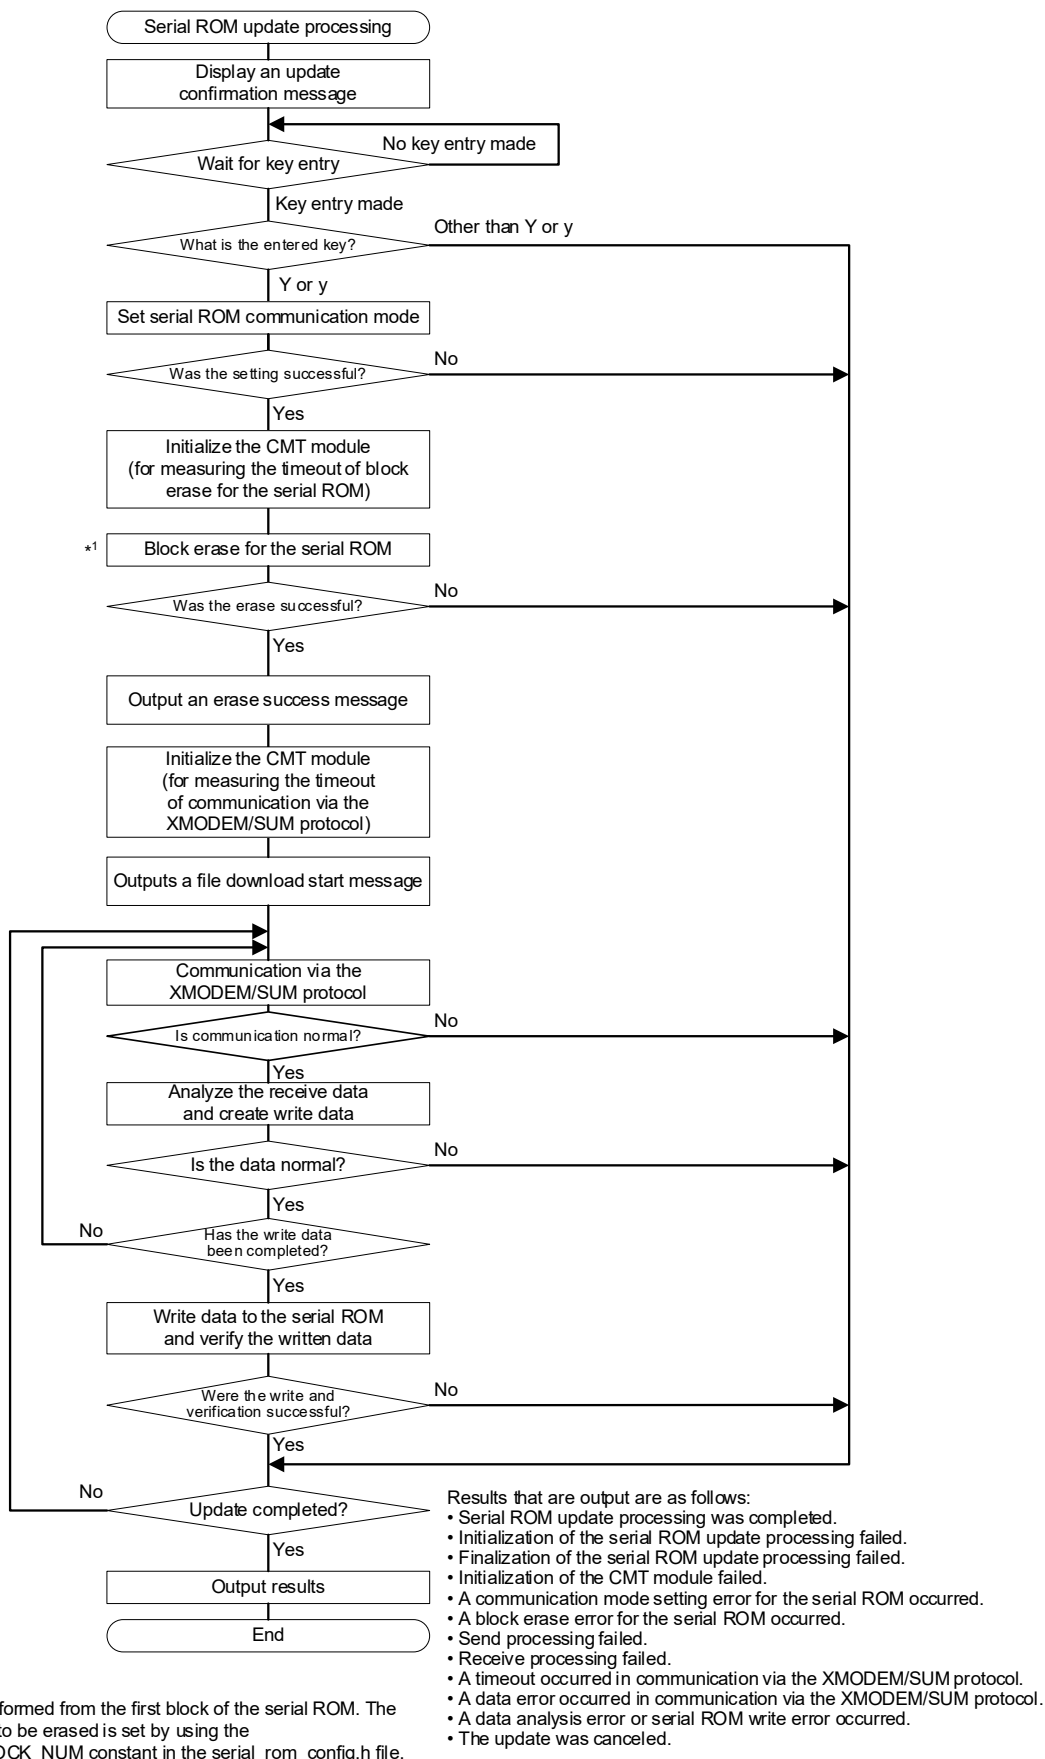 Serial ROM update processing
Display an update
confirmation message
No key entry made
Wait for key entry
Key entry made
Other than Y or y
What is the entered key?
Y or y
Set serial ROM communication mode
No
Was the setting successful?
Yes
Initialize the CMT module
(for measuring the timeout of block
erase for the serial ROM)
*1 Block erase for the serial ROM
No
Was the erase successful?
Yes
Output an erase success message
Initialize the CMT module
(for measuring the timeout
of communication via the
XMODEM/SUM protocol)
Outputs a file download start message
Communication via the
XMODEM/SUM protocol
No
Is communication normal?
Yes
Analyze the receive data
and create write data
No
Is the data normal?
Yes
No
Has the write data
been completed?
Yes
Write data to the serial ROM
and verify the written data
No
Were the write and
verification successful?
Yes
No
Update completed?
Yes
Output results
End
Results that are output are as follows:
• Serial ROM update processing was completed.
• Initialization of the serial ROM update processing failed.
• Finalization of the serial ROM update processing failed.
• Initialization of the CMT module failed.
• A communication mode setting error for the serial ROM occurred.
• A block erase error for the serial ROM occurred.
• Send processing failed.
• Receive processing failed.
• A timeout occurred in communication via the XMODEM/SUM protocol.
• A data error occurred in communication via the XMODEM/SUM protocol.
• A data analysis error or serial ROM write error occurred.
• The update was canceled.
formed from the first block of the serial ROM. The
to be erased is set by using the
OCK_NUM constant in the serial_rom_config.h file.